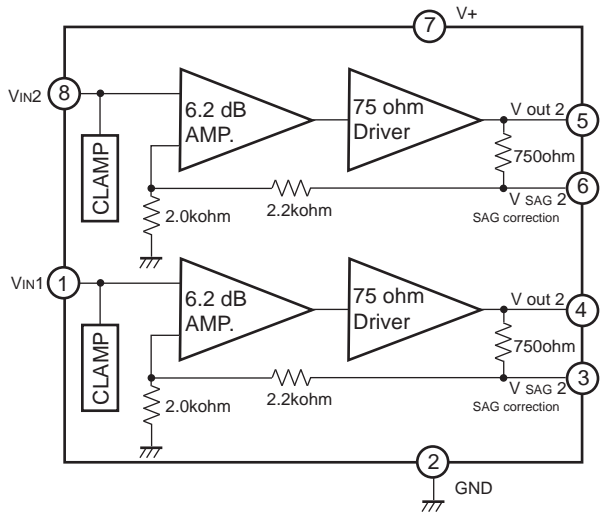 7
V+
VIN2
8
6.2 dB
AMP.
75 ohm
Driver
V out 2
5
CLAMP
750ohm
6
2.2kohm
V SAG 2
SAG correction
2.0kohm
VIN1
1
6.2 dB
AMP.
75 ohm
Driver
V out 2
4
CLAMP
750ohm
3
2.2kohm
V SAG 2
SAG correction
2.0kohm
2
GND